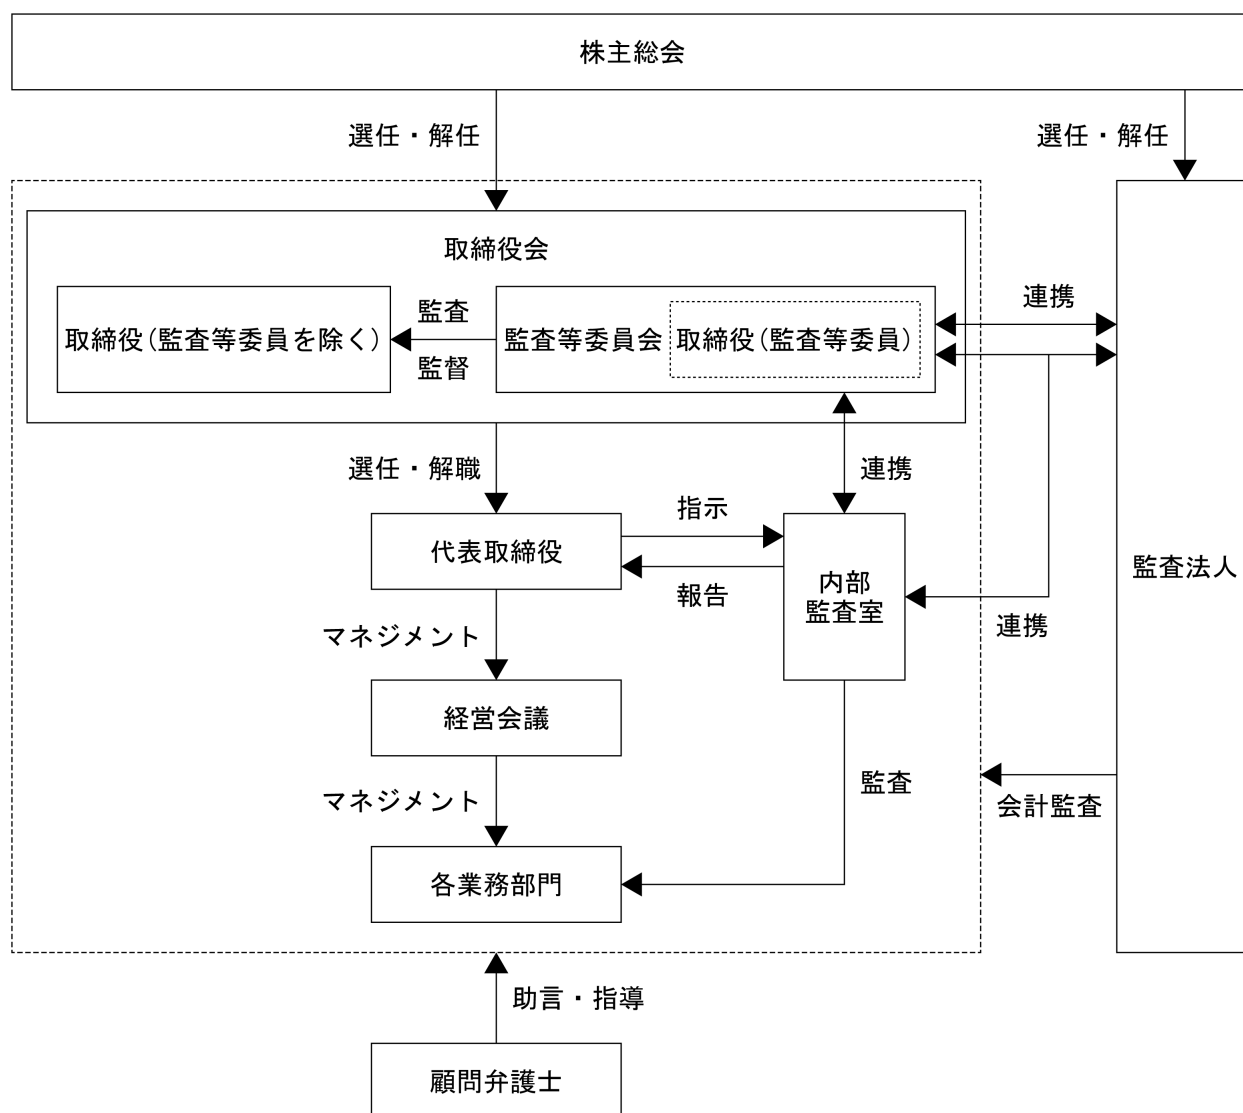 株主総会
選任・解任
選任・解任
取締役会
取締役(監査等委員を除く)
監査
監督
監査等委員会
取締役(監査等委員)
連携
選任・解職
連携
代表取締役
指示
報告
内部
監査室
連携
監査法人
マネジメント
経営会議
マネジメント
監査
会計監査
各業務部門
助言・指導
顧問弁護士